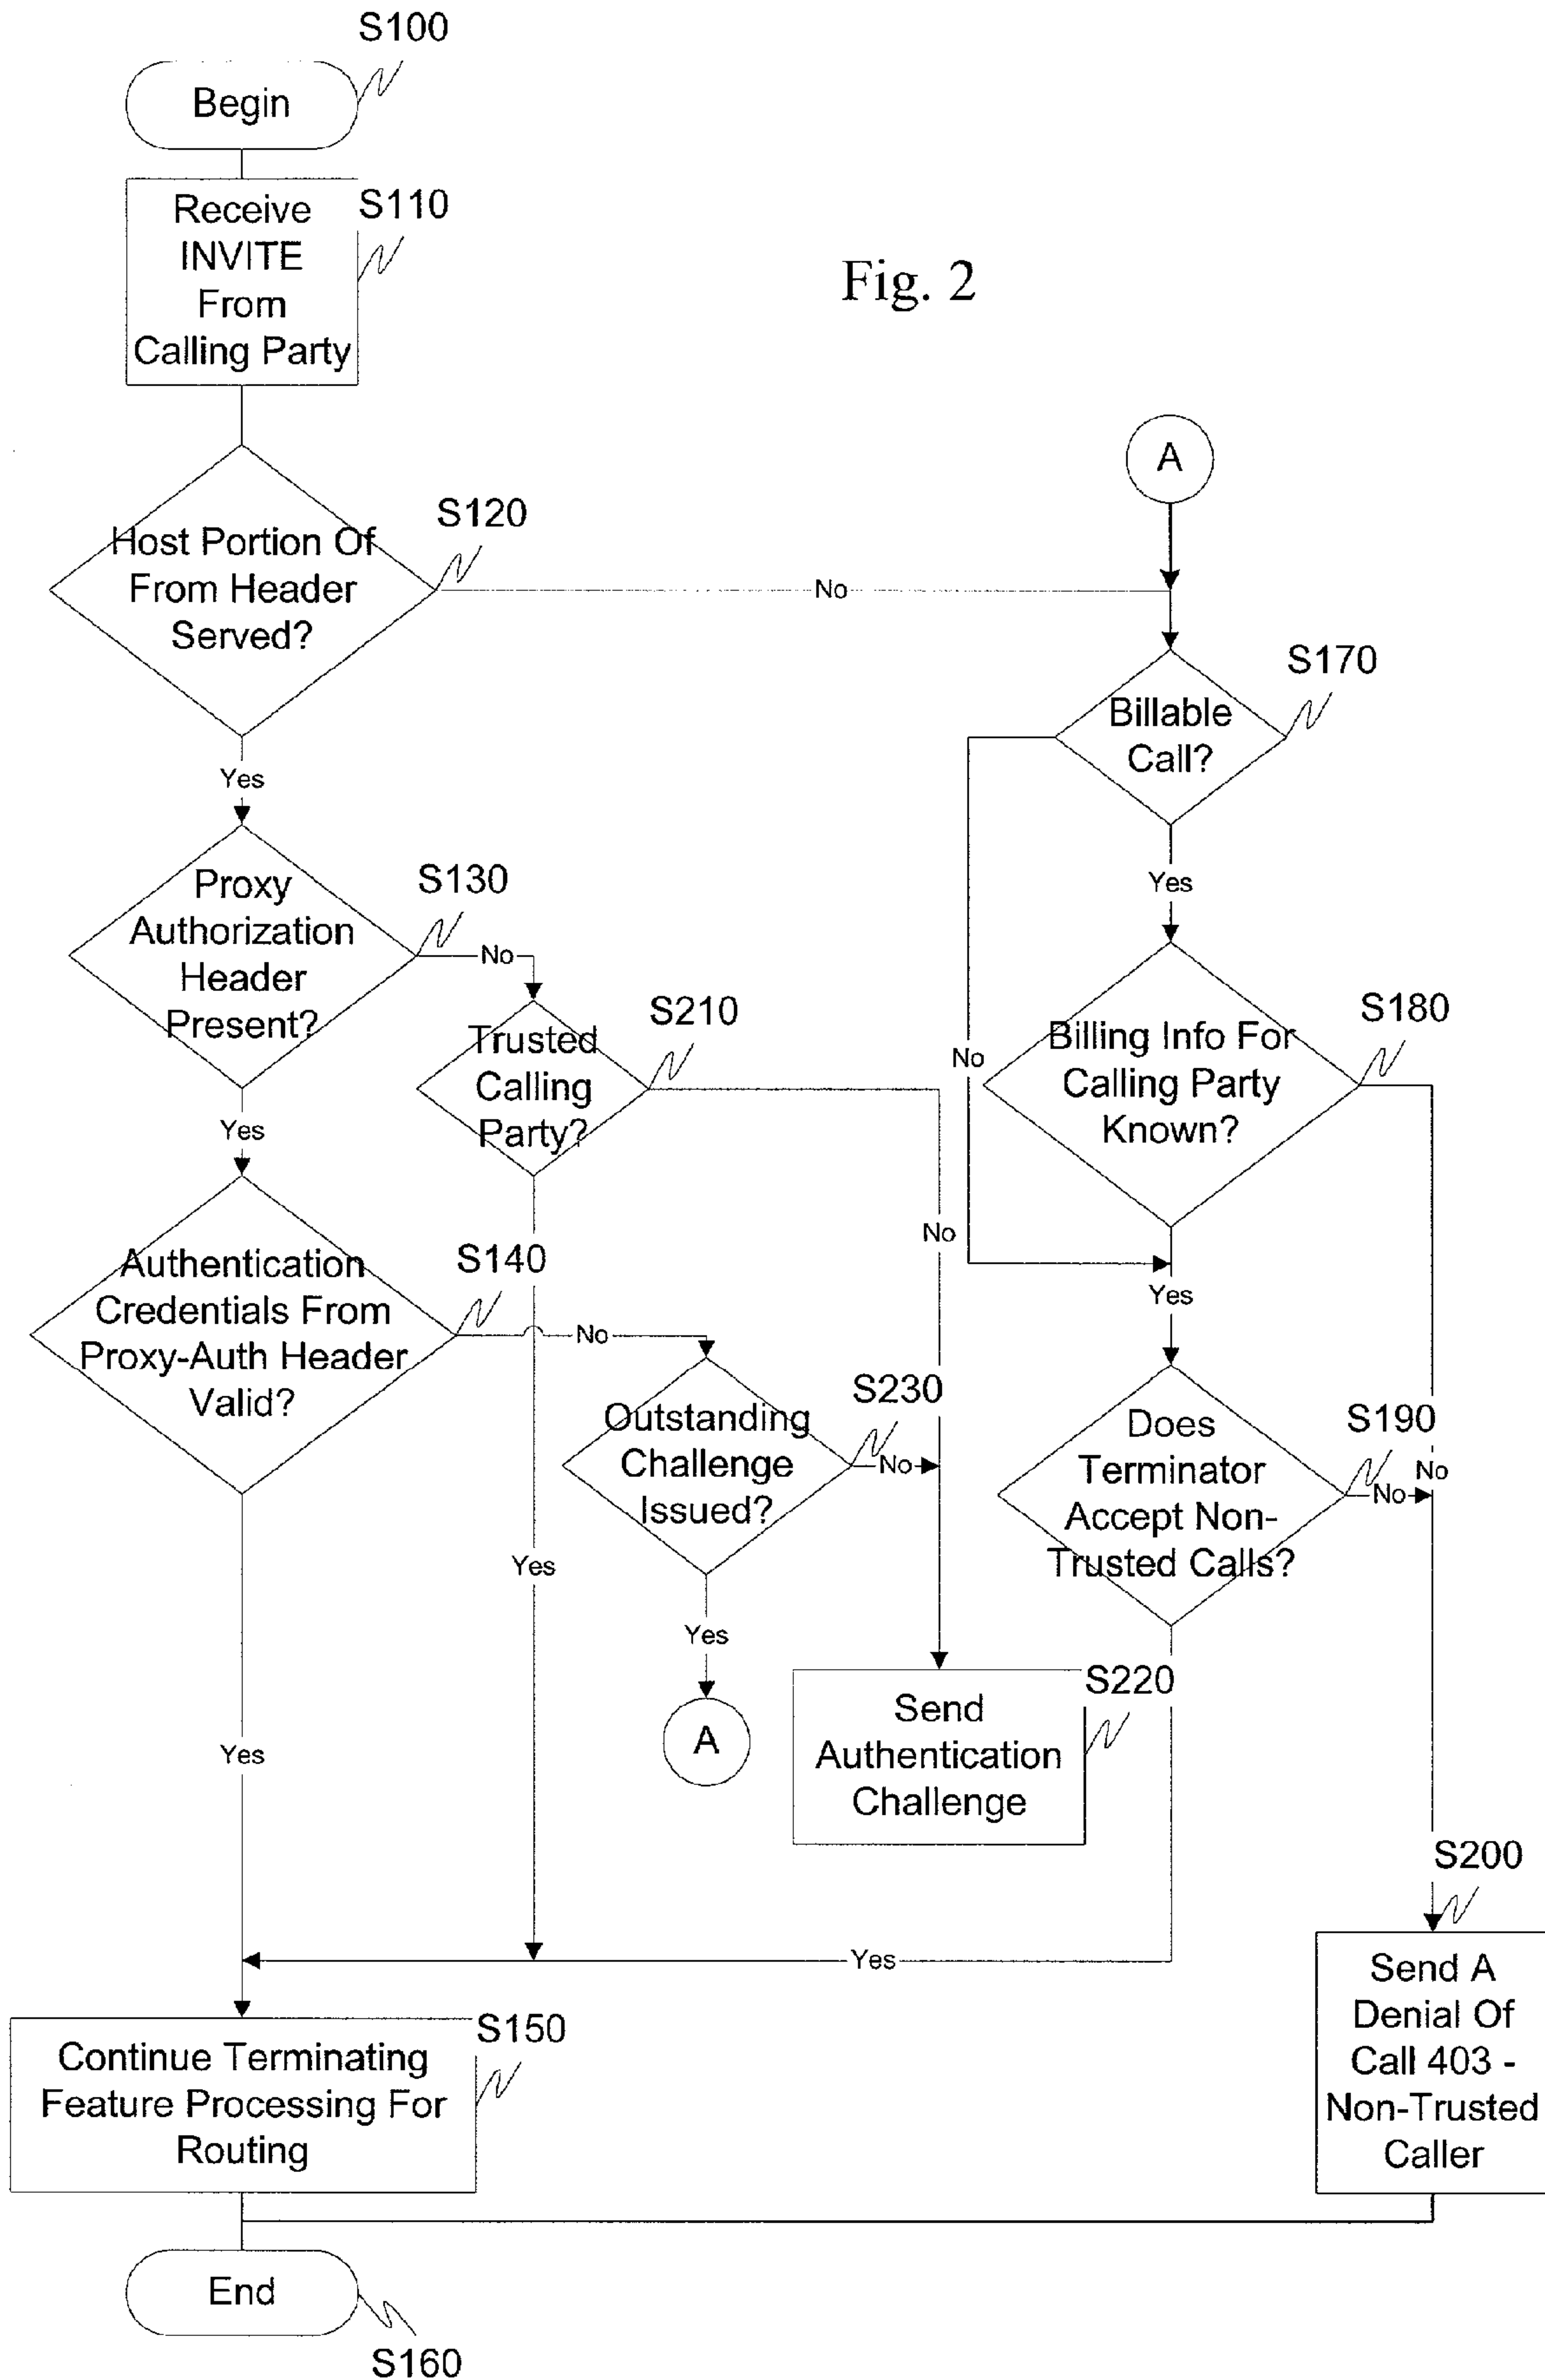 S100
Begin
S110
Receive
INVITE
From
Calling Party
Fig. 2
A
S120
Host Portion Of
From Header
Served?
No
S170
Billable
Call?
Yes
Yes
S130
Proxy
Authorization
Header
Present?
No
S210
Trusted
Calling
Party?
S180
Billing Info For
Calling Party
Known?
No
Yes
No
S140
Authentication
Credentials From
Proxy-Auth Header
Valid?
No
Yes
S230
Outstanding
Challenge
Issued?
No
S190
Does
Terminator
Accept Non-
Trusted Calls?
No
No
Yes
Yes
A
S220
Send
Authentication
Challenge
Yes
Yes
S200
Send A
Denial Of
Call 403 -
Non-Trusted
Caller
S150
Continue Terminating
Feature Processing For
Routing
End
S160